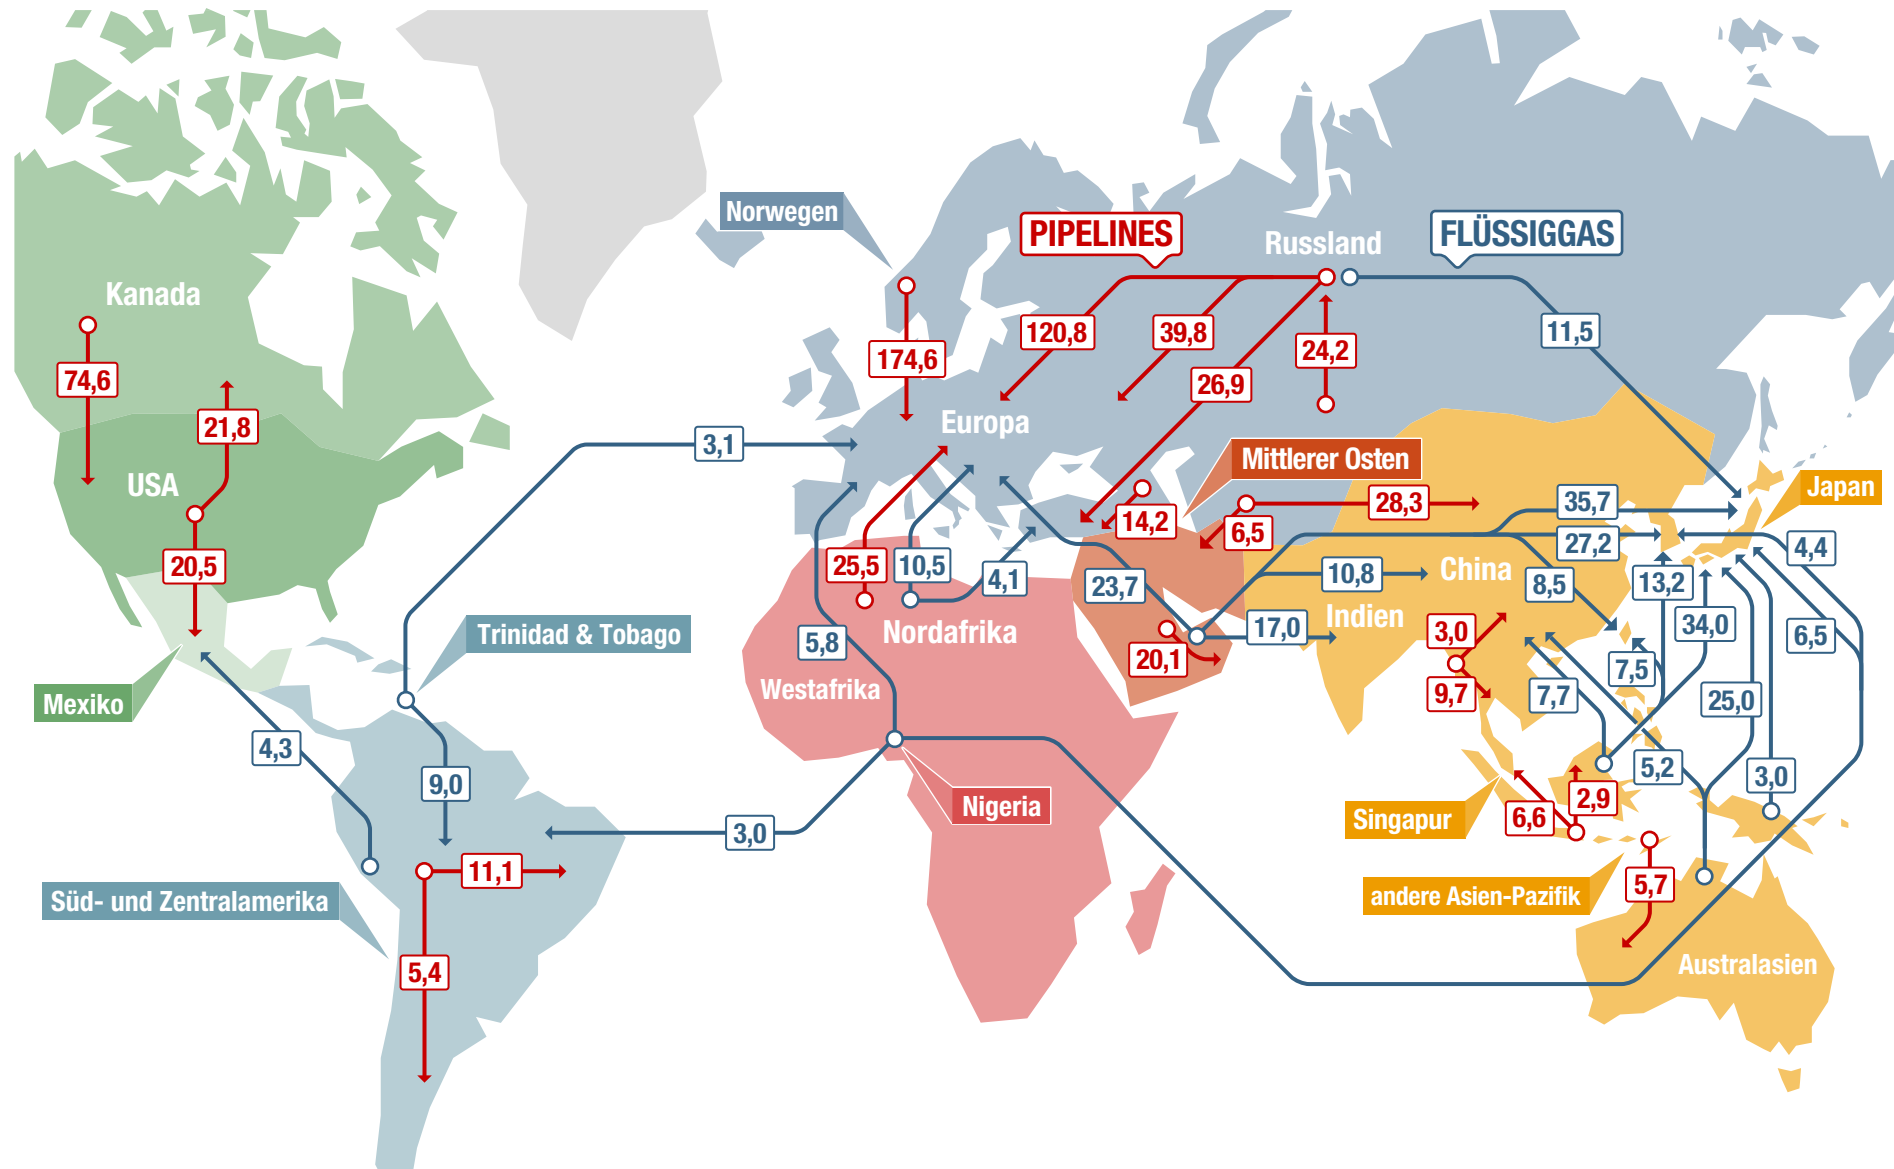 Norwegen
PIPELINES
Russland
FLÜSSIGGAS
Kanada
74,6
174,6
120,8
39,8
24,2
11,5
26,9
21,8
USA
3,1
Europa
Mittlerer Osten
Japan
28,3
35,7
14,2
6,5
27,2
4,4
20,5
25,5
10,5
4,1
23,7
10,8
China
8,5
13,2
Indien
17,0
34,0
6,5
Trinidad & Tobago
5,8
Nordafrika
3,0
20,1
7,5
Westafrika
9,7
7,7
25,0
Mexiko
4,3
9,0
5,2
3,0
Nigeria
2,9
Singapur
6,6
3,0
11,1
5,7
andere Asien-Pazifik
Süd- und Zentralamerika
5,4
Australasien